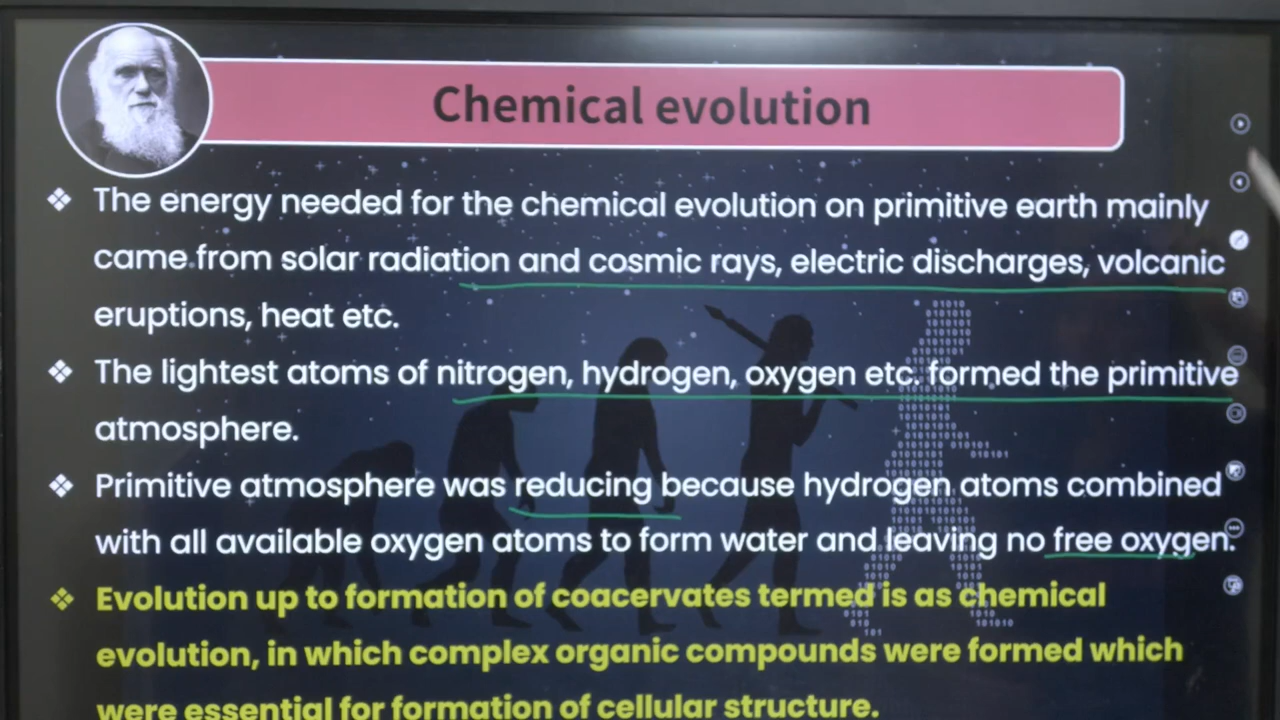 Chemical evolution
❖ The energy needed for the chemical evolution on primitive earth mainly
came from solar radiation and cosmic rays, electric discharges, volcanic
eruptions, heat etc.
❖ The lightest atoms of nitrogen, hydrogen, oxygen etc. formed the primitive
atmosphere.
❖ Primitive atmosphere was reducing because hydrogen atoms combined
with all available oxygen atoms to form water and leaving no free oxygen.
❖ Evolution up to formation of coacervates termed is as chemical
evolution, in which complex organic compounds were formed which
were essential for formation of cellular structure.